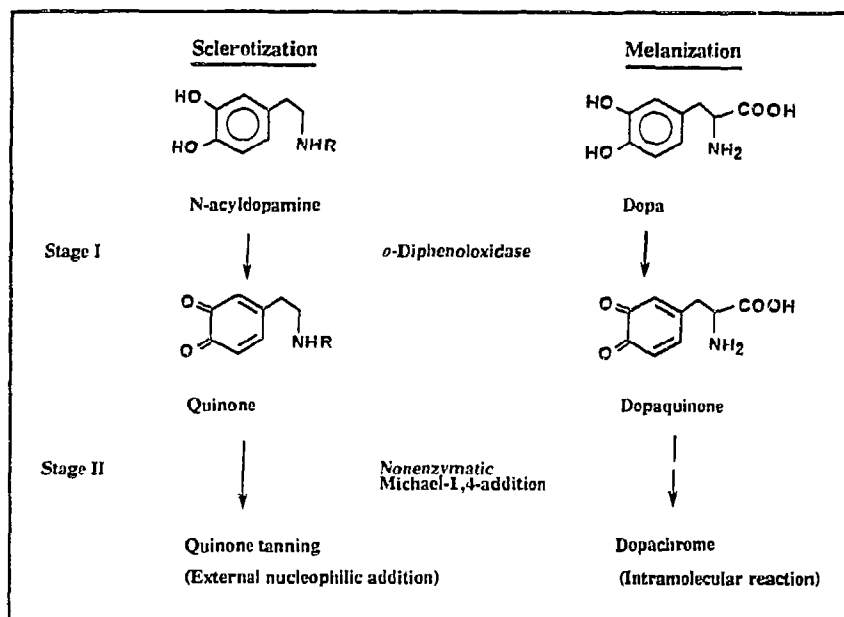 Sclerotization
Melanization
HO
HO
NHR
HO
HO
COOH
NH2
N-acyldopamine
Dopa
Stage I
o-Diphenoloxidase
O
O
NHR
O
O
COOH
NH2
Quinone
Dopaquinone
Stage II
Nonenzymatic
Michael-1,4-addition
Quinone tanning
(External nucleophilic addition)
Dopachrome
(Intramolecular reaction)